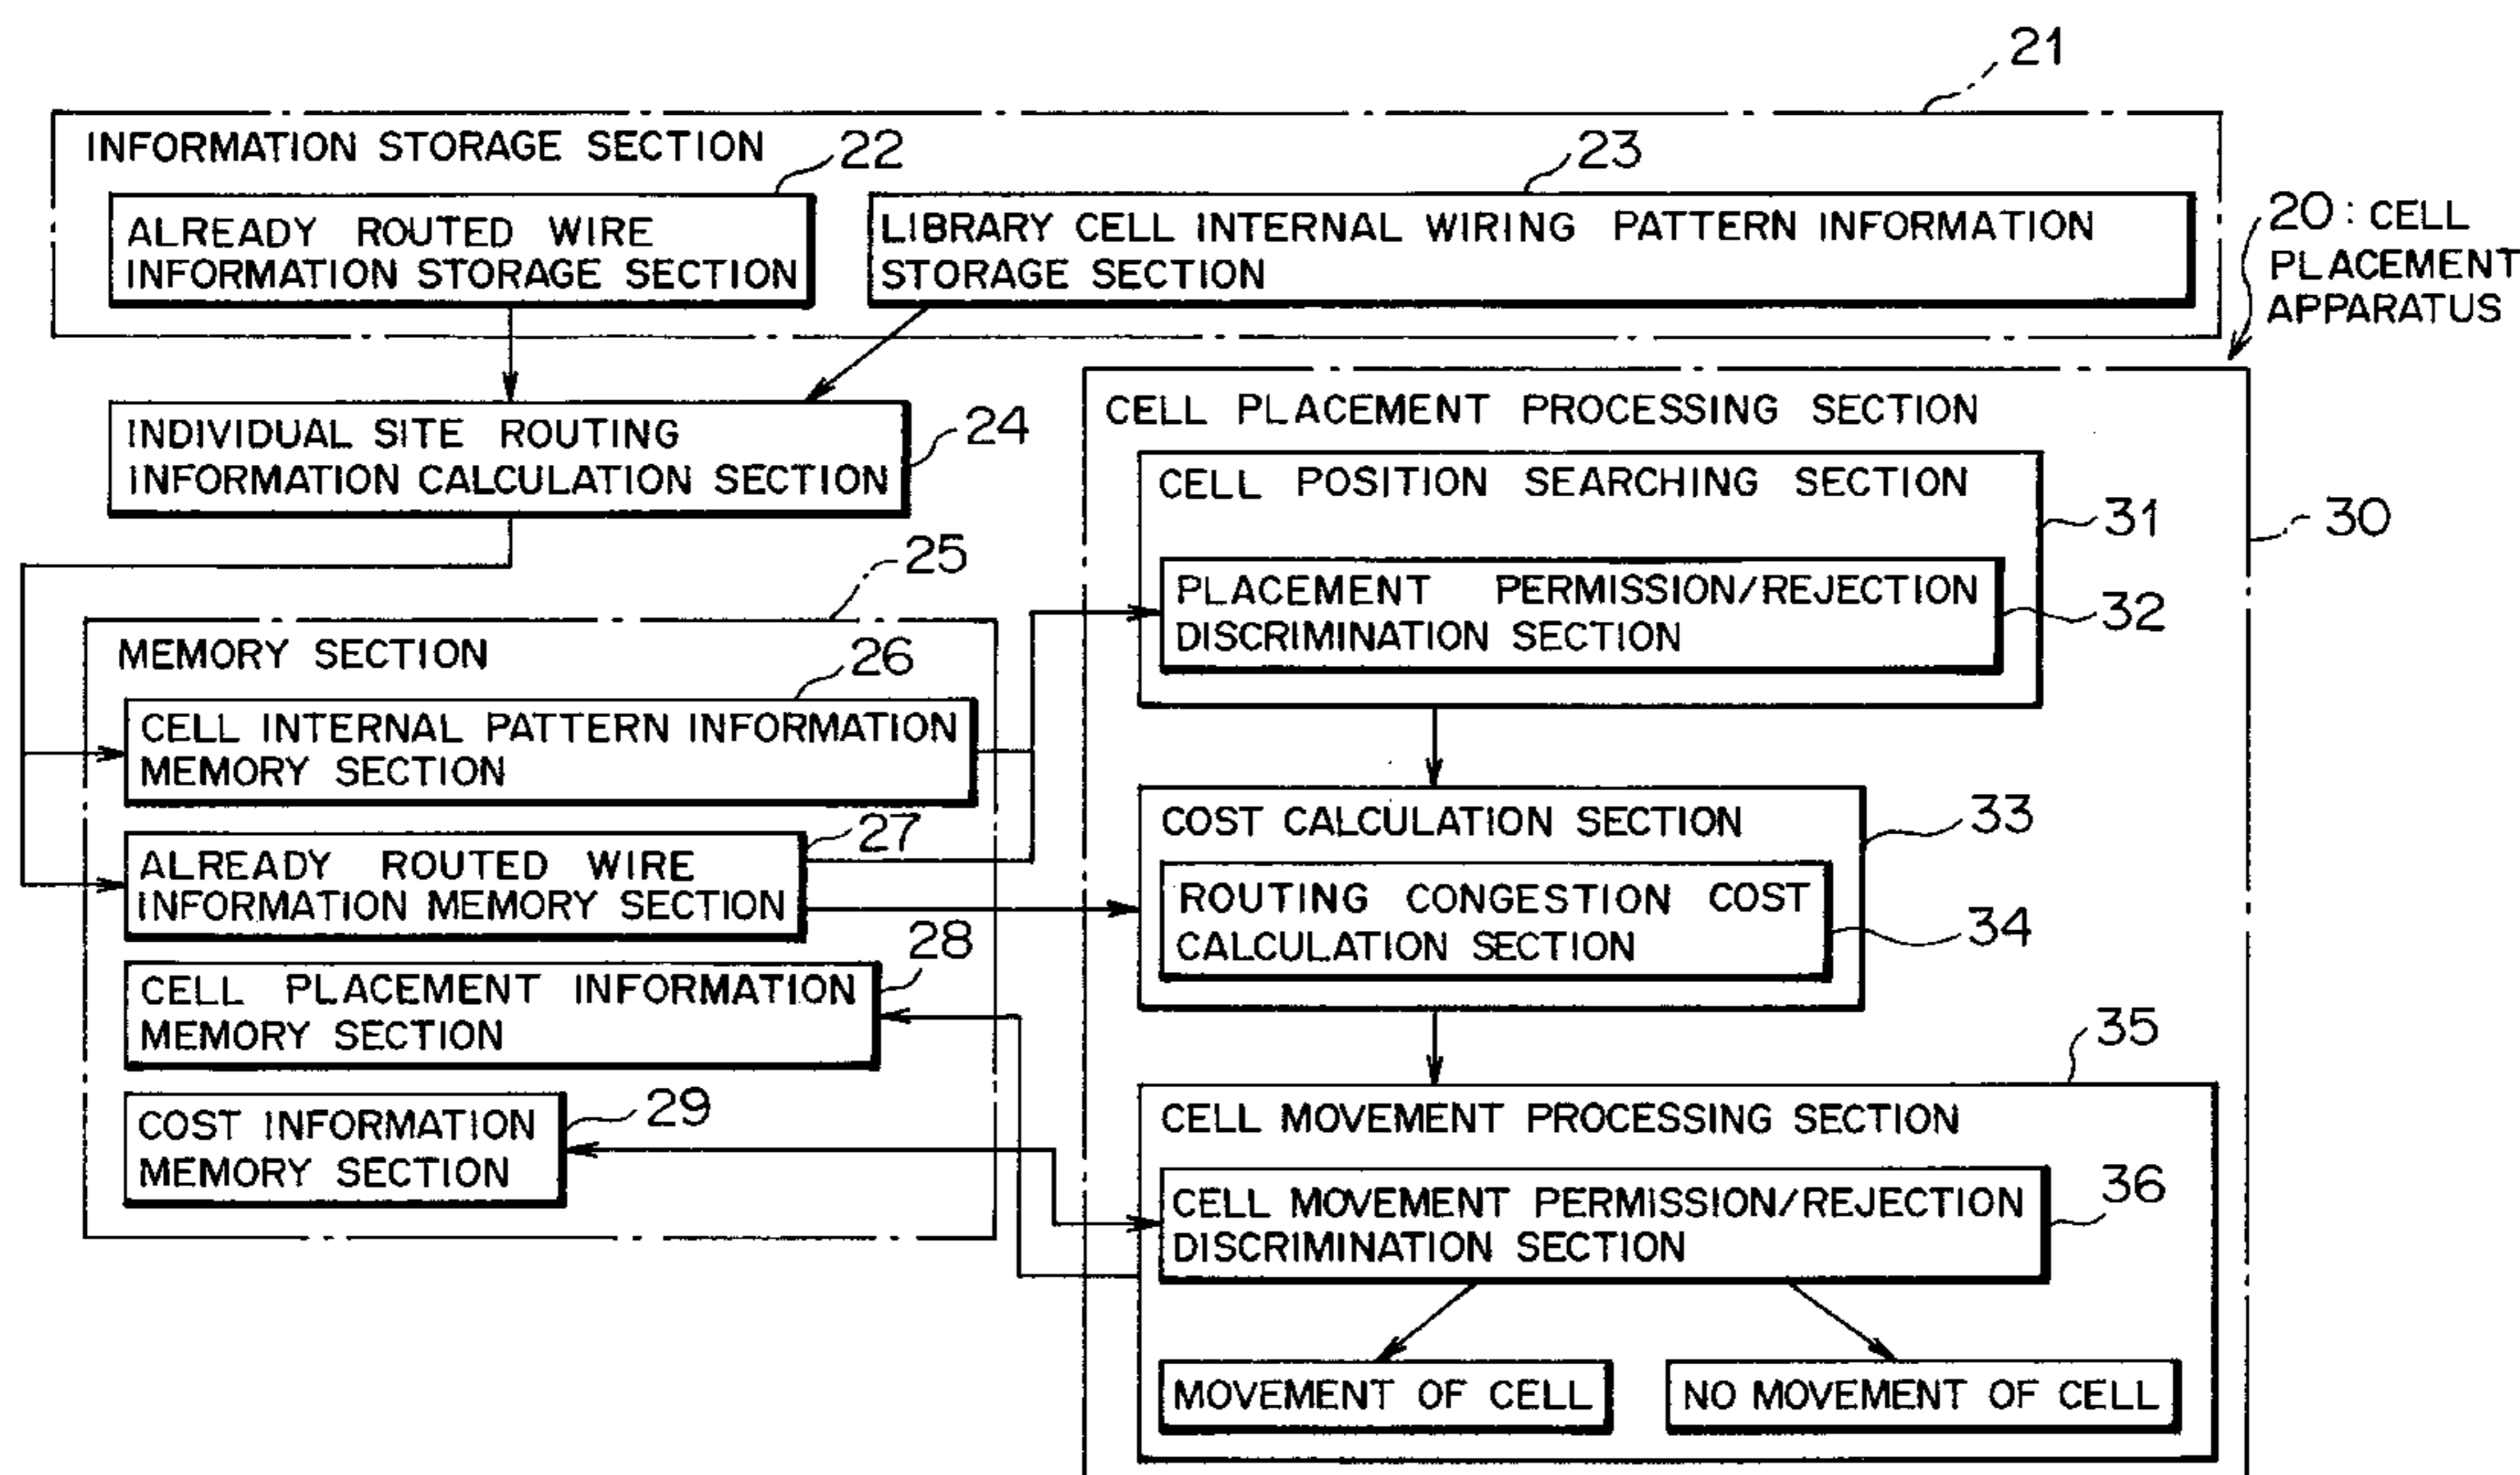 21
INFORMATION STORAGE SECTION
22
23
ALREADY ROUTED WIRE
INFORMATION STORAGE SECTION
LIBRARY CELL INTERNAL WIRING PATTERN INFORMATION
STORAGE SECTION
20 : CELL
PLACEMENT
APPARATUS
INDIVIDUAL SITE ROUTING
INFORMATION CALCULATION SECTION
24
25
MEMORY SECTION
26
CELL INTERNAL PATTERN INFORMATION
MEMORY SECTION
27
ALREADY ROUTED WIRE
INFORMATION MEMORY SECTION
28
CELL PLACEMENT INFORMATION
MEMORY SECTION
29
COST INFORMATION
MEMORY SECTION
CELL PLACEMENT PROCESSING SECTION
30
CELL POSITION SEARCHING SECTION
31
PLACEMENT PERMISSION/REJECTION
DISCRIMINATION SECTION
32
COST CALCULATION SECTION
33
ROUTING CONGESTION COST
CALCULATION SECTION
34
35
CELL MOVEMENT PROCESSING SECTION
36
CELL MOVEMENT PERMISSION/REJECTION
DISCRIMINATION SECTION
MOVEMENT OF CELL
NO MOVEMENT OF CELL